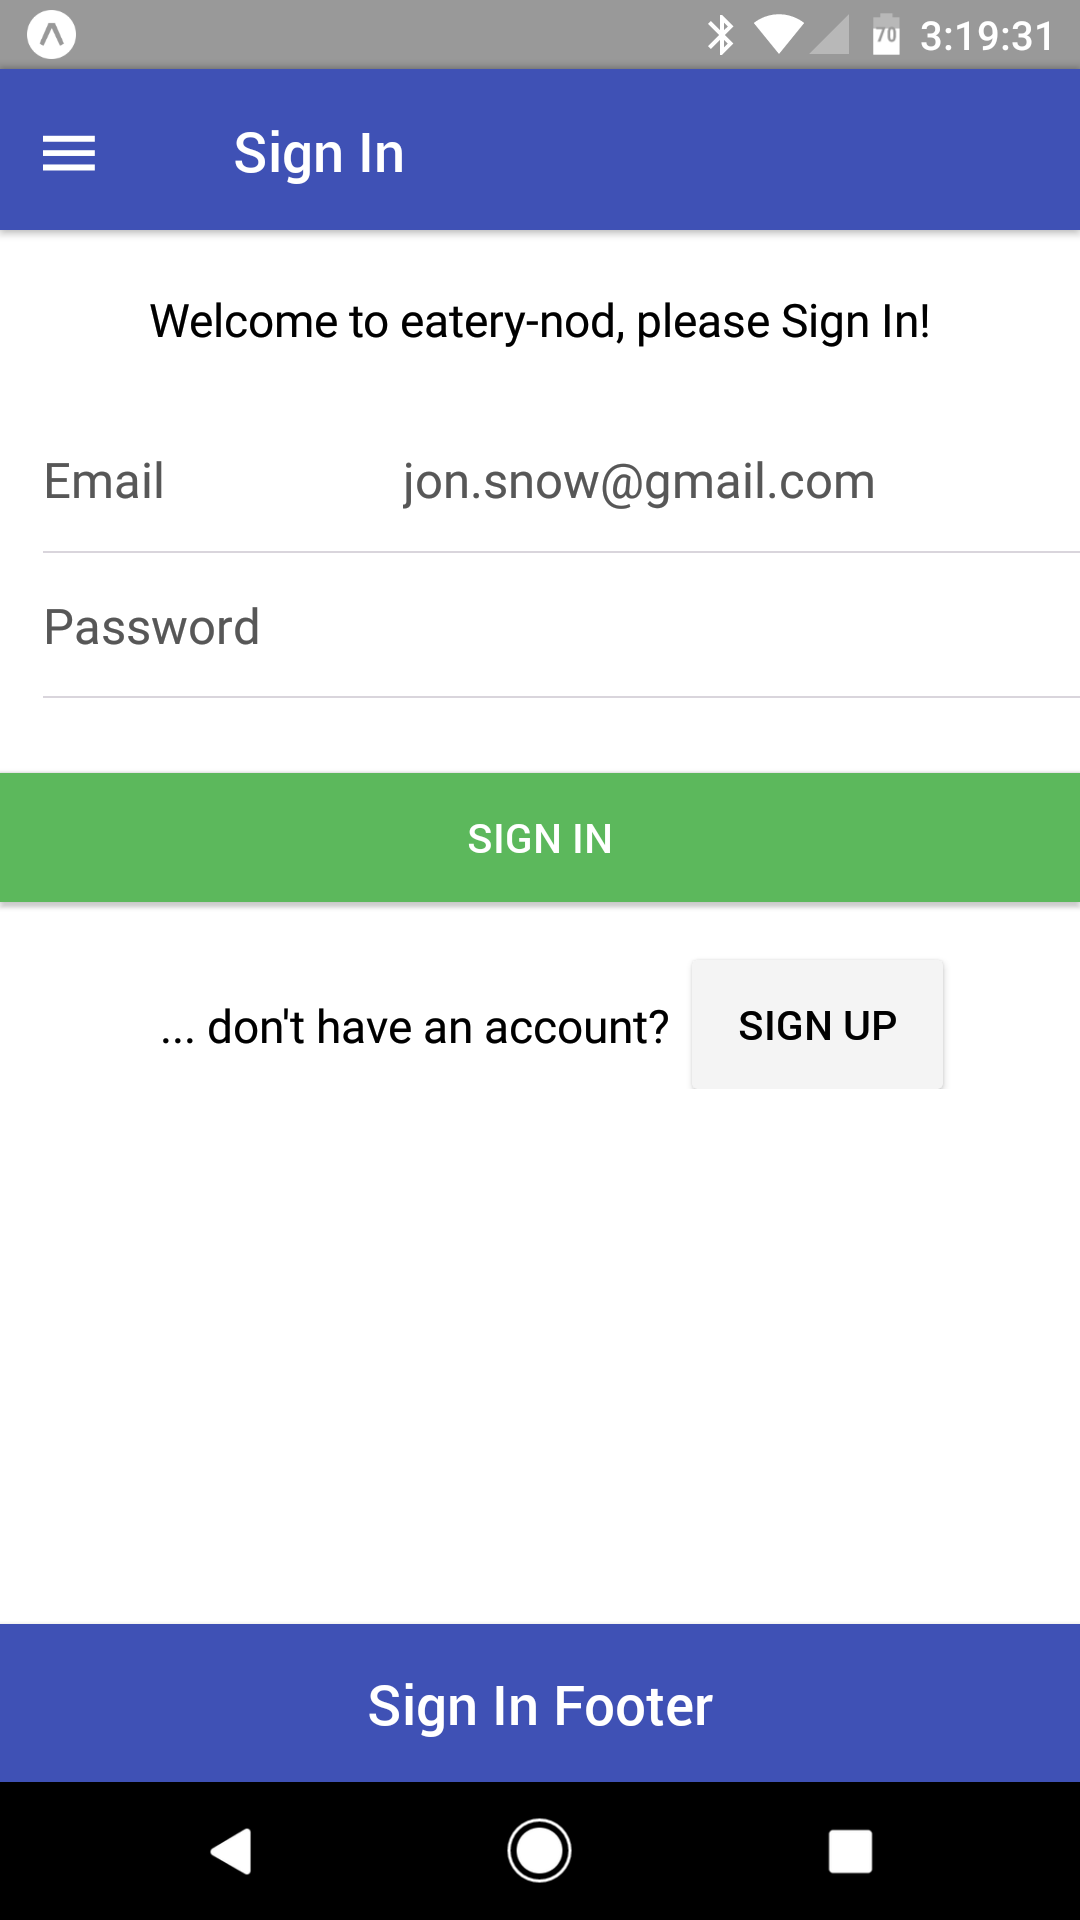 70 3:19:31
Sign In
Welcome to eatery-nod, please Sign In!
Email jon.snow@gmail.com
Password
SIGN IN
... don't have an account? SIGN UP
Sign In Footer